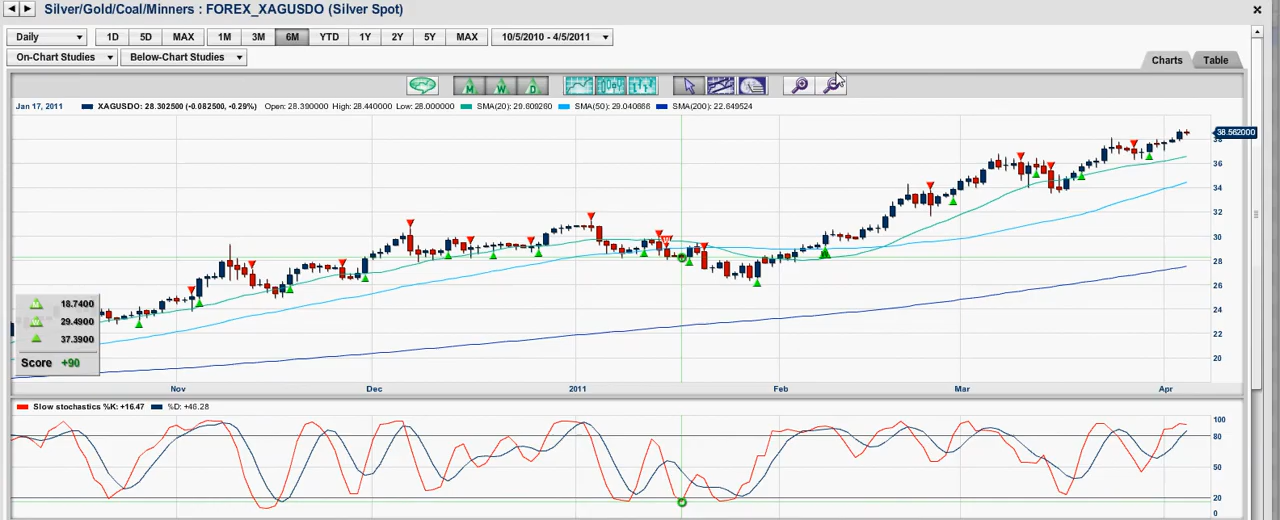 Silver/Gold/Coal/Minners : FOREX_XAGUSDO (Silver Spot)
Daily 1D 5D MAX 1M 3M 6M YTD 1Y 2Y 5Y MAX 10/5/2010 - 4/5/2011
On-Chart Studies Below-Chart Studies Charts Table
M W D
Jan 17, 2011 XAGUSDO: 28.302500 (-0.082500, -0.29%) Open: 28.390000 High: 28.440000 Low: 28.000000 SMA(20): 29.609260 SMA(50): 29.040686 SMA(200): 22.649524
38.562000
38
36
34
32
30
28
26
24
22
20
18.7400
29.4900
37.3900
Score +90
Nov Dec 2011 Feb Mar Apr
Slow stochastics %K: +16.47 %D: +46.28
100
80
50
20
0